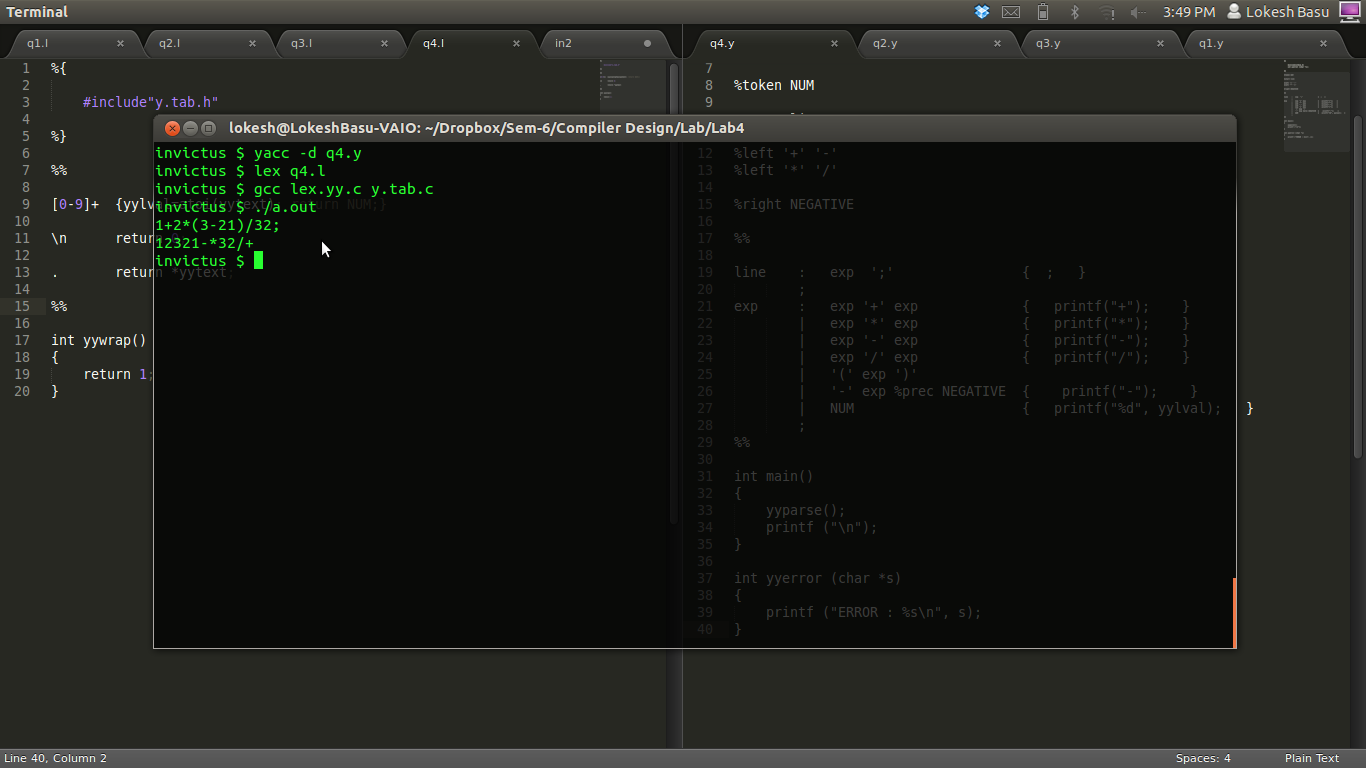 Terminal
3:49 PM Lokesh Basu
q1.l × q2.l × q3.l × q4.l × in2
q4.y × q2.y × q3.y × q1.y ×
1 %{
2
3 #include"y.tab.h"
4
5 %}
6
7 %%
8
9 [0-9]+ {yylval=atoi(yytext); return NUM;}
10
11 \n return
12
13 . return *yytext;
14
15 %%
16
17 int yywrap()
18 {
19 return 1;
20 }
lokesh@LokeshBasu-VAIO: ~/Dropbox/Sem-6/Compiler Design/Lab/Lab4
invictus $ yacc -d q4.y
invictus $ lex q4.l
invictus $ gcc lex.yy.c y.tab.c
invictus $ ./a.out
1+2*(3-21)/32;
12321-*32/+
invictus $
7
8 %token NUM
9
12 %left '+' '-'
13 %left '*' '/'
14
15 %right NEGATIVE
16
17 %%
18
19 line : exp ';' { ; }
20 ;
21 exp : exp '+' exp { printf("+"); }
22 | exp '*' exp { printf("*"); }
23 | exp '-' exp { printf("-"); }
24 | exp '/' exp { printf("/"); }
25 | '(' exp ')'
26 | '-' exp %prec NEGATIVE { printf("-"); }
27 | NUM { printf("%d", yylval); }
28 ;
29 %%
30
31 int main()
32 {
33 yyparse();
34 printf ("\n");
35 }
36
37 int yyerror (char *s)
38 {
39 printf ("ERROR : %s\n", s);
40 }
Line 40, Column 2
Spaces: 4 Plain Text